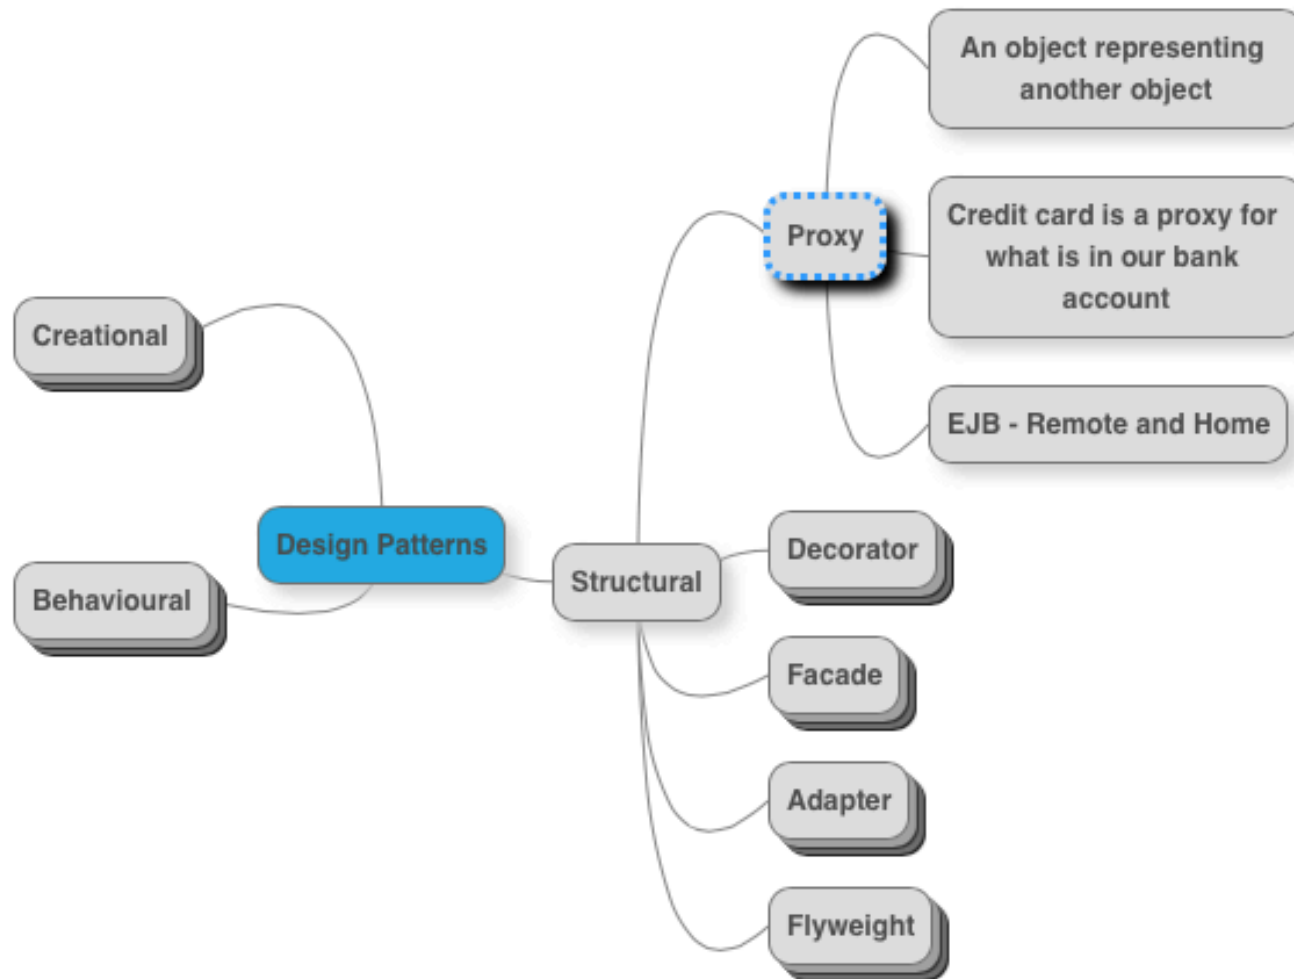 An object representing
another object
Proxy
Credit card is a proxy for
what is in our bank
account
Creational
EJB - Remote and Home
Design Patterns
Decorator
Structural
Behavioural
Facade
Adapter
Flyweight